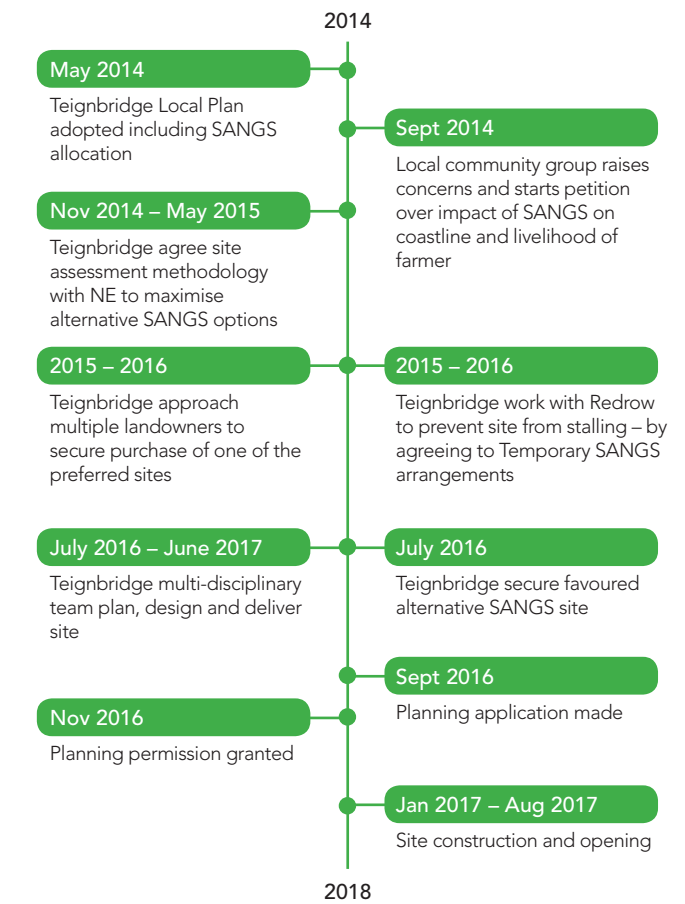 2014
May 2014
Teignbridge Local Plan
adopted including SANGS
allocation
Sept 2014
Local community group raises
concerns and starts petition
over impact of SANGS on
coastline and livelihood of
farmer
Nov 2014 – May 2015
Teignbridge agree site
assessment methodology
with NE to maximise
alternative SANGS options
2015 – 2016
Teignbridge approach
multiple landowners to
secure purchase of one of the
preferred sites
2015 – 2016
Teignbridge work with Redrow
to prevent site from stalling – by
agreeing to Temporary SANGS
arrangements
July 2016 – June 2017
Teignbridge multi-disciplinary
team plan, design and deliver
site
July 2016
Teignbridge secure favoured
alternative SANGS site
Sept 2016
Planning application made
Nov 2016
Planning permission granted
Jan 2017 – Aug 2017
Site construction and opening
2018